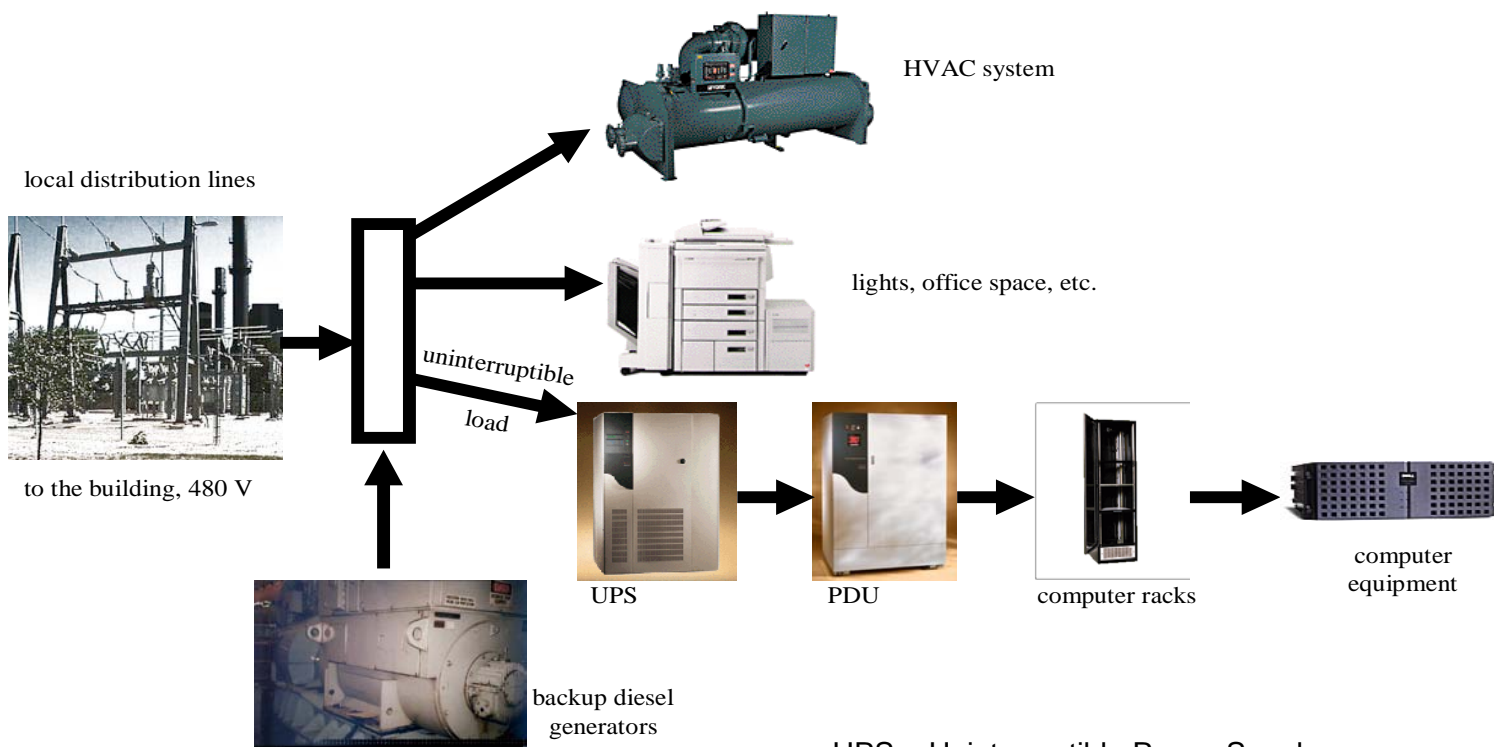 HVAC system
local distribution lines
lights, office space, etc.
uninterruptible
load
to the building, 480 V
UPS
PDU
computer racks
computer
equipment
backup diesel
generators